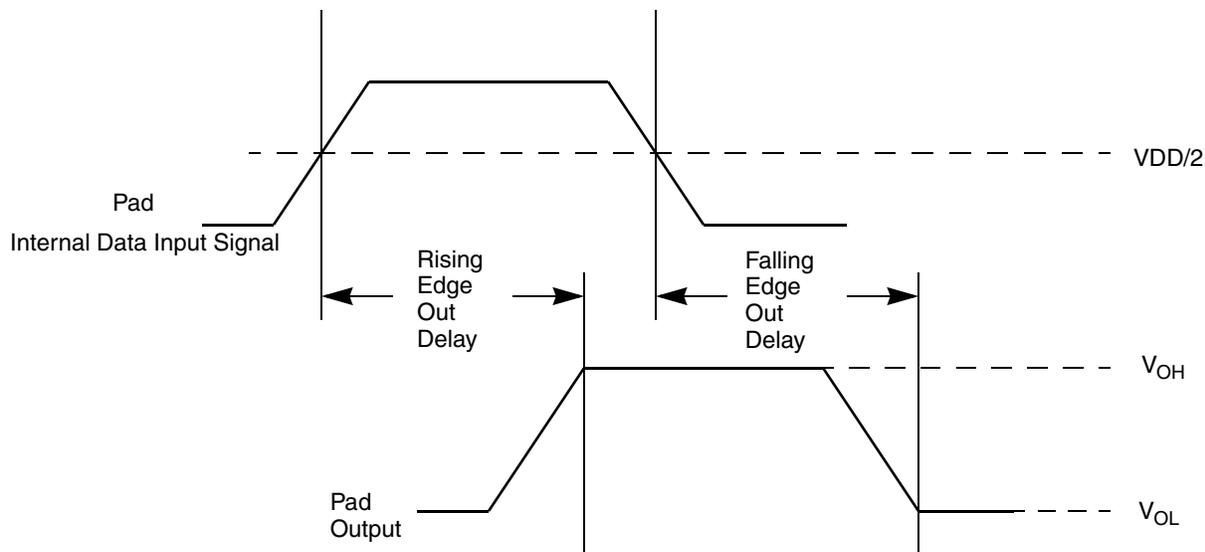 VDD/2
Pad
Internal Data Input Signal
Rising
Edge
Out
Delay
Falling
Edge
Out
Delay
VOH
Pad
Output
VOL